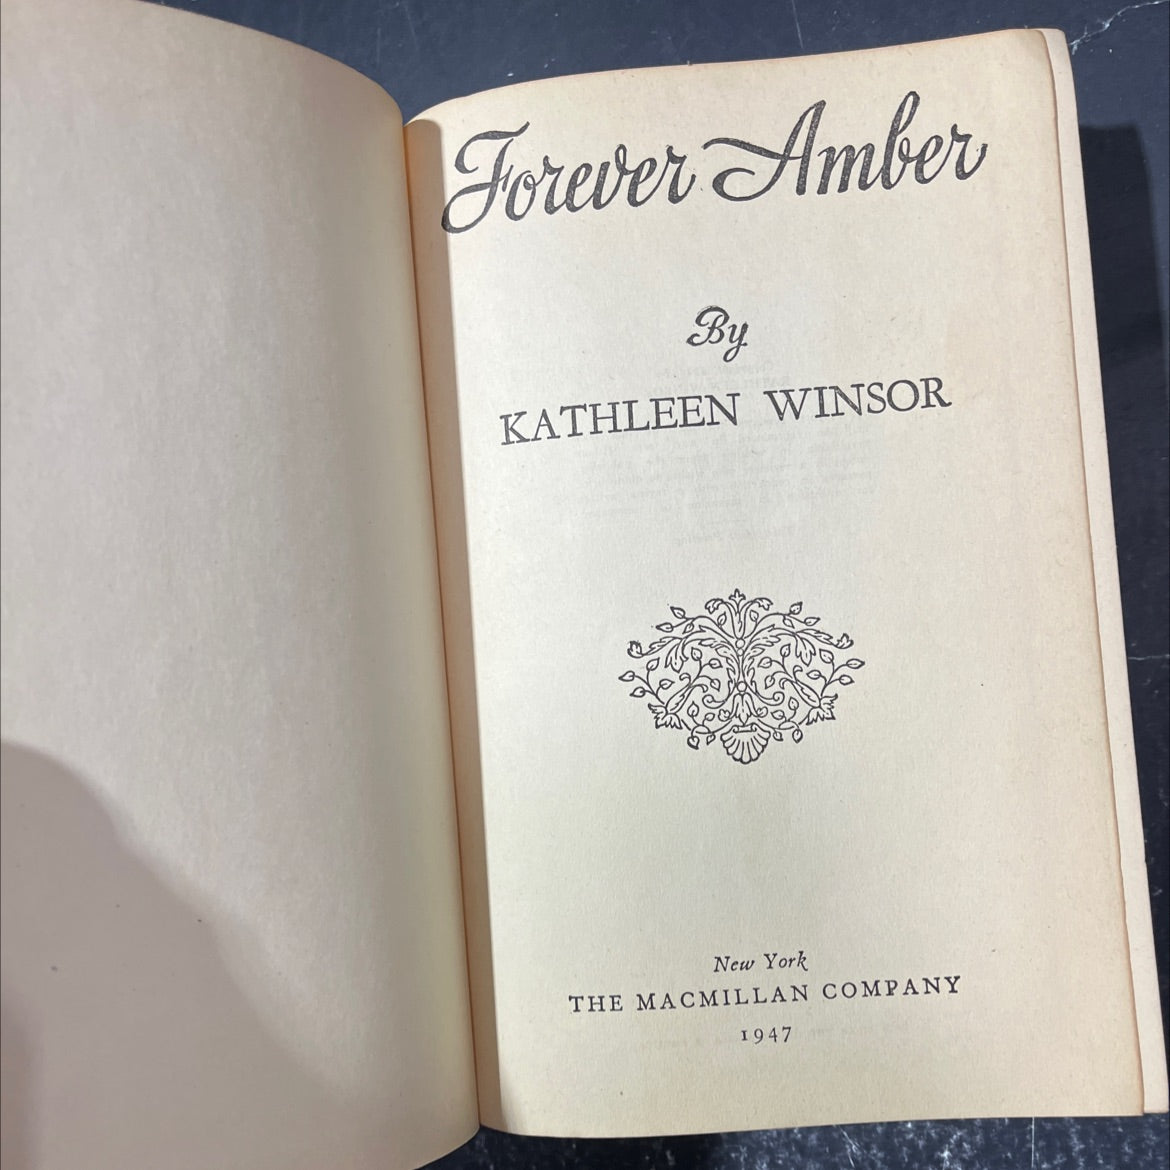 Forever Amber
By
KATHLEEN WINSOR
New York
THE MACMILLAN COMPANY
1947